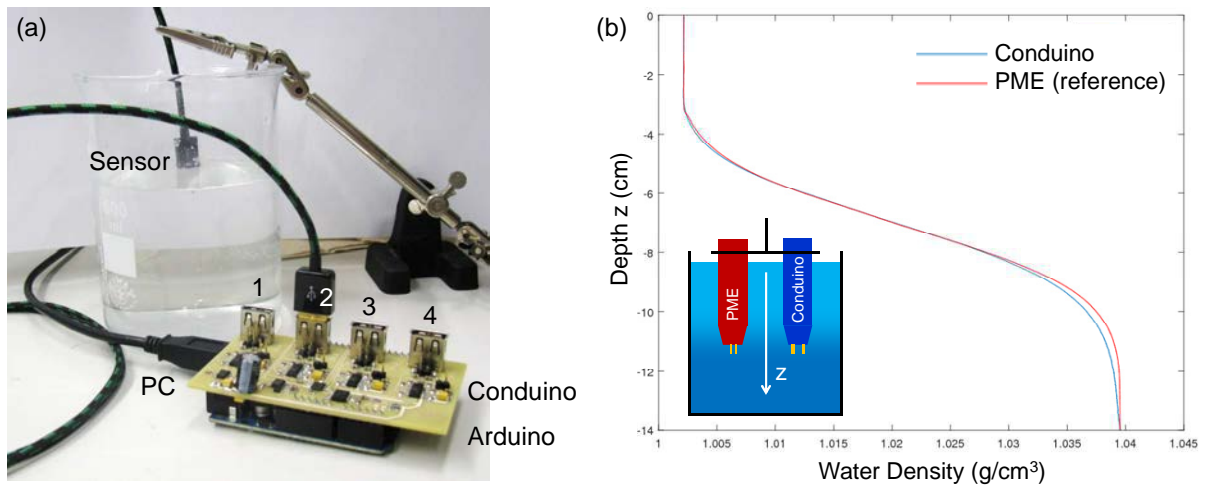 (a)
Sensor
1
2
3
4
PC
Conduino
Arduino
(b)
0
-2
-4
-6
-8
-10
-12
-14
Depth z (cm)
Conduino
PME (reference)
PME
Conduino
z
1 1.005 1.01 1.015 1.02 1.025 1.03 1.035 1.04 1.045
Water Density (g/cm³)